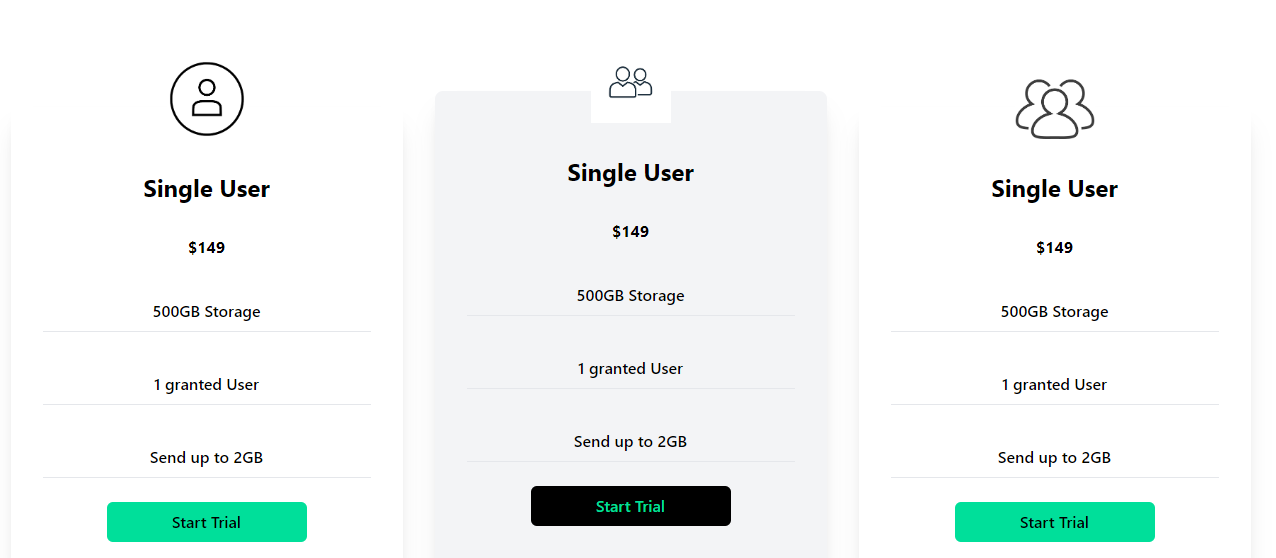 Single User
$149
500GB Storage
1 granted User
Send up to 2GB
Start Trial
Single User
$149
500GB Storage
1 granted User
Send up to 2GB
Start Trial
Single User
$149
500GB Storage
1 granted User
Send up to 2GB
Start Trial